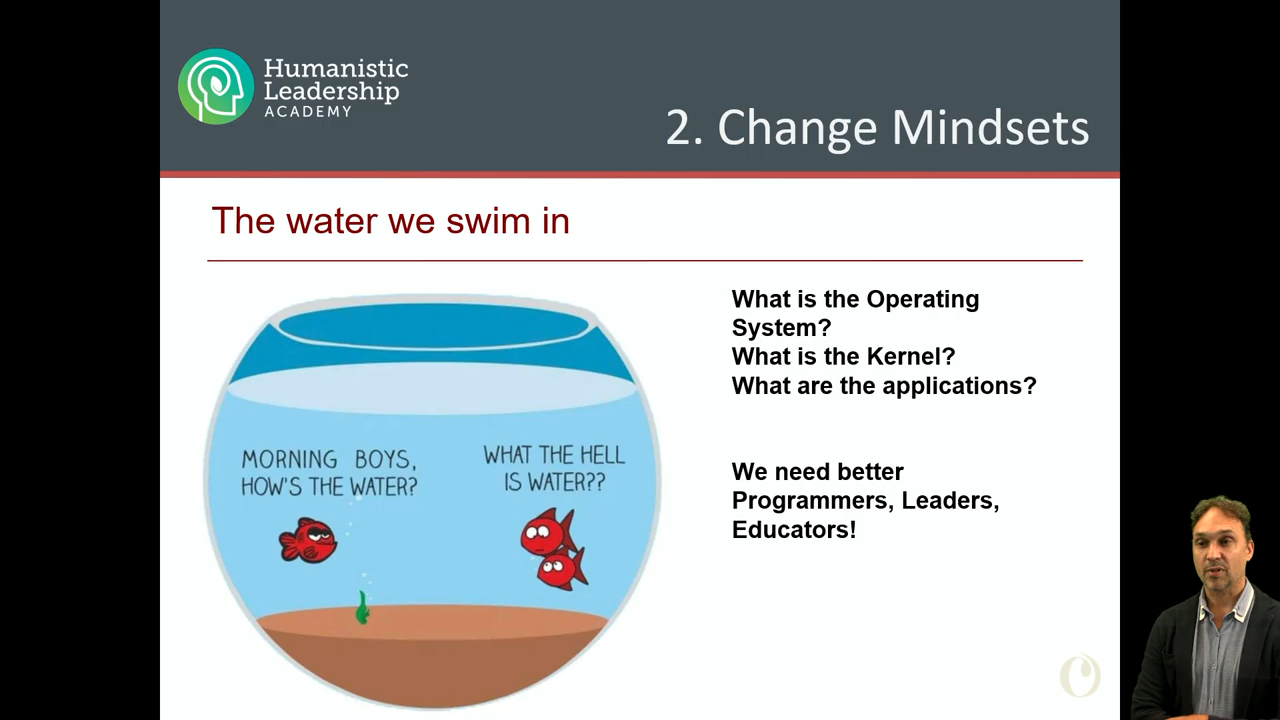 Humanistic
Leadership
ACADEMY
2. Change Mindsets
The water we swim in
MORNING BOYS,
HOW'S THE WATER?
WHAT THE HELL
IS WATER??
What is the Operating
System?
What is the Kernel?
What are the applications?
We need better
Programmers, Leaders,
Educators!